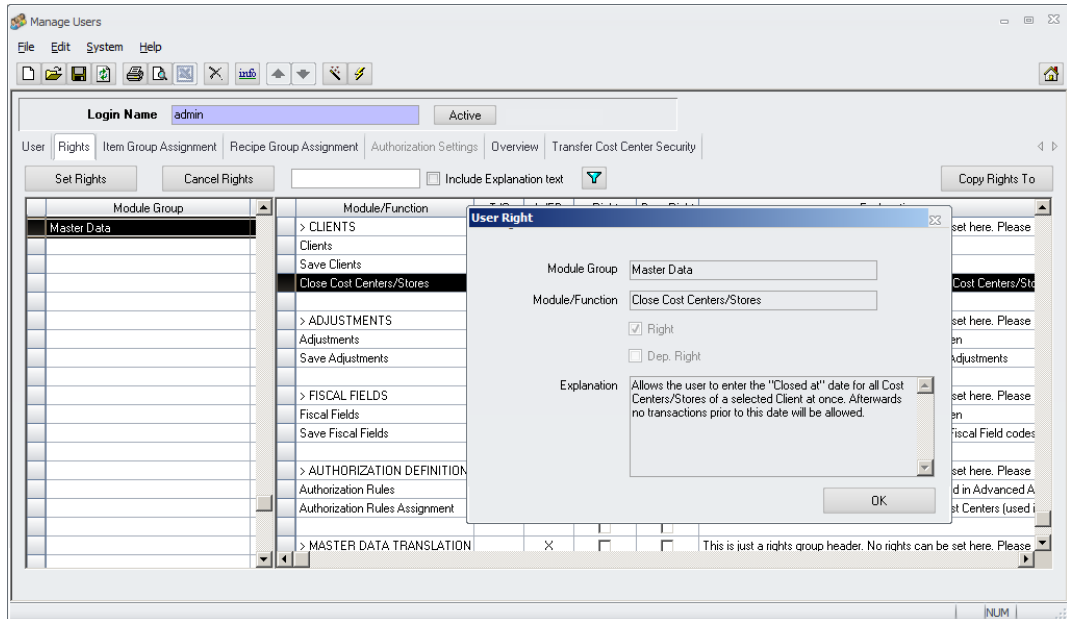 Manage Users
File Edit System Help
info
Login Name admin Active
User Rights Item Group Assignment Recipe Group Assignment Authorization Settings Overview Transfer Cost Center Security
Set Rights Cancel Rights Include Explanation text Copy Rights To
Module Group Module/Function
Master Data
> CLIENTS set here. Please
Clients
Save Clients
Close Cost Centers/Stores Cost Centers/Sto
> ADJUSTMENTS set here. Please
Adjustments en
Save Adjustments Adjustments
> FISCAL FIELDS set here. Please
Fiscal Fields en
Save Fiscal Fields Fiscal Field codes
> AUTHORIZATION DEFINITION set here. Please
Authorization Rules d in Advanced A
Authorization Rules Assignment st Centers (used i
> MASTER DATA TRANSLATION X This is just a rights group header. No rights can be set here. Please
User Right
Module Group Master Data
Module/Function Close Cost Centers/Stores
Right
Dep. Right
Explanation Allows the user to enter the "Closed at" date for all Cost
Centers/Stores of a selected Client at once. Afterwards
no transactions prior to this date will be allowed.
OK
NUM